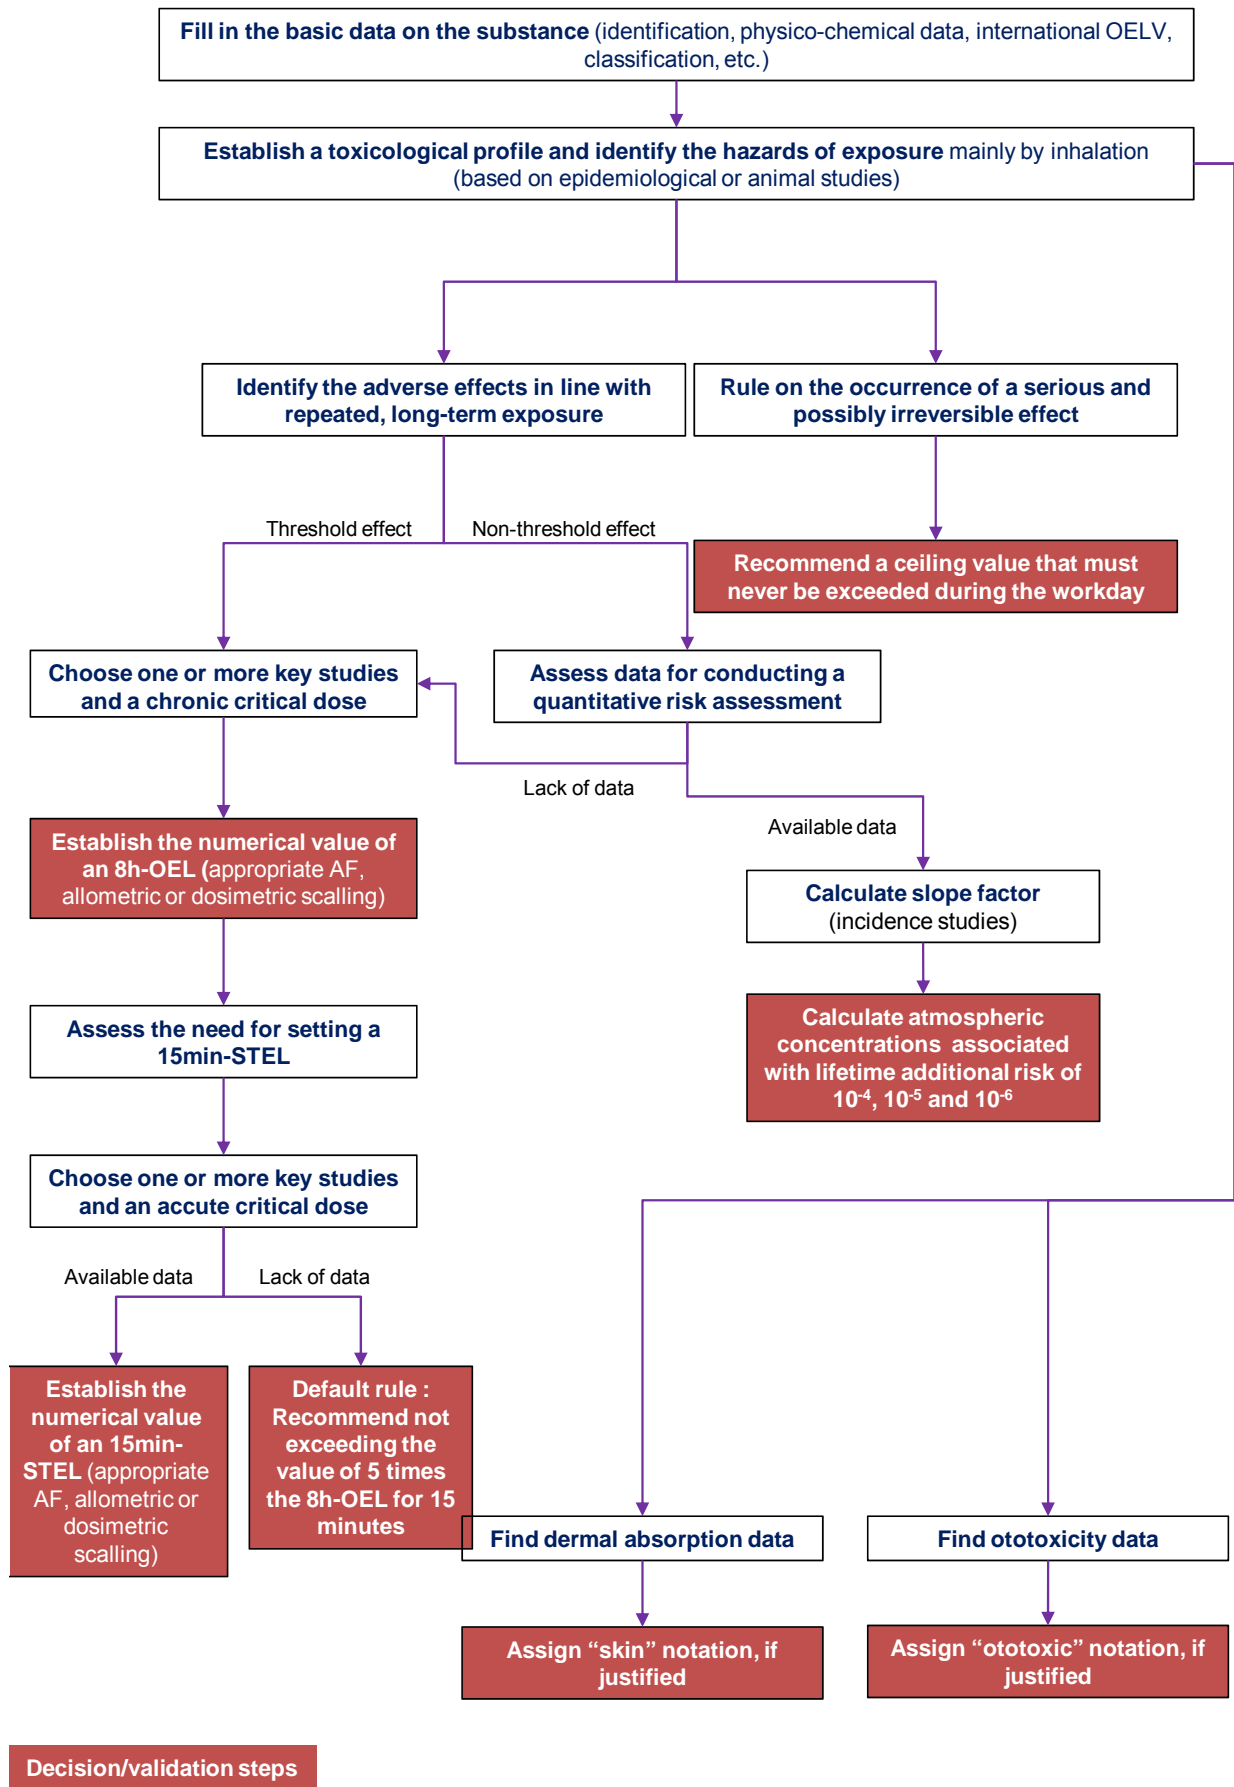 Fill in the basic data on the substance (identification, physico-chemical data, international OELV,
classification, etc.)
Establish a toxicological profile and identify the hazards of exposure mainly by inhalation
(based on epidemiological or animal studies)
Identify the adverse effects in line with
repeated, long-term exposure
Rule on the occurrence of a serious and
possibly irreversible effect
Threshold effect
Non-threshold effect
Recommend a ceiling value that must
never be exceeded during the workday
Choose one or more key studies
and a chronic critical dose
Assess data for conducting a
quantitative risk assessment
Lack of data
Available data
Establish the numerical value of
an 8h-OEL (appropriate AF,
allometric or dosimetric scalling)
Calculate slope factor
(incidence studies)
Assess the need for setting a
15min-STEL
Calculate atmospheric
concentrations associated
with lifetime additional risk of
10⁻⁴, 10⁻⁵ and 10⁻⁶
Choose one or more key studies
and an accute critical dose
Available data
Lack of data
Establish the
numerical value
of an 15min-
STEL (appropriate
AF, allometric or
dosimetric
scalling)
Default rule :
Recommend not
exceeding the
value of 5 times
the 8h-OEL for 15
minutes
Find dermal absorption data
Find ototoxicity data
Assign “skin” notation, if
justified
Assign “ototoxic” notation, if
justified
Decision/validation steps